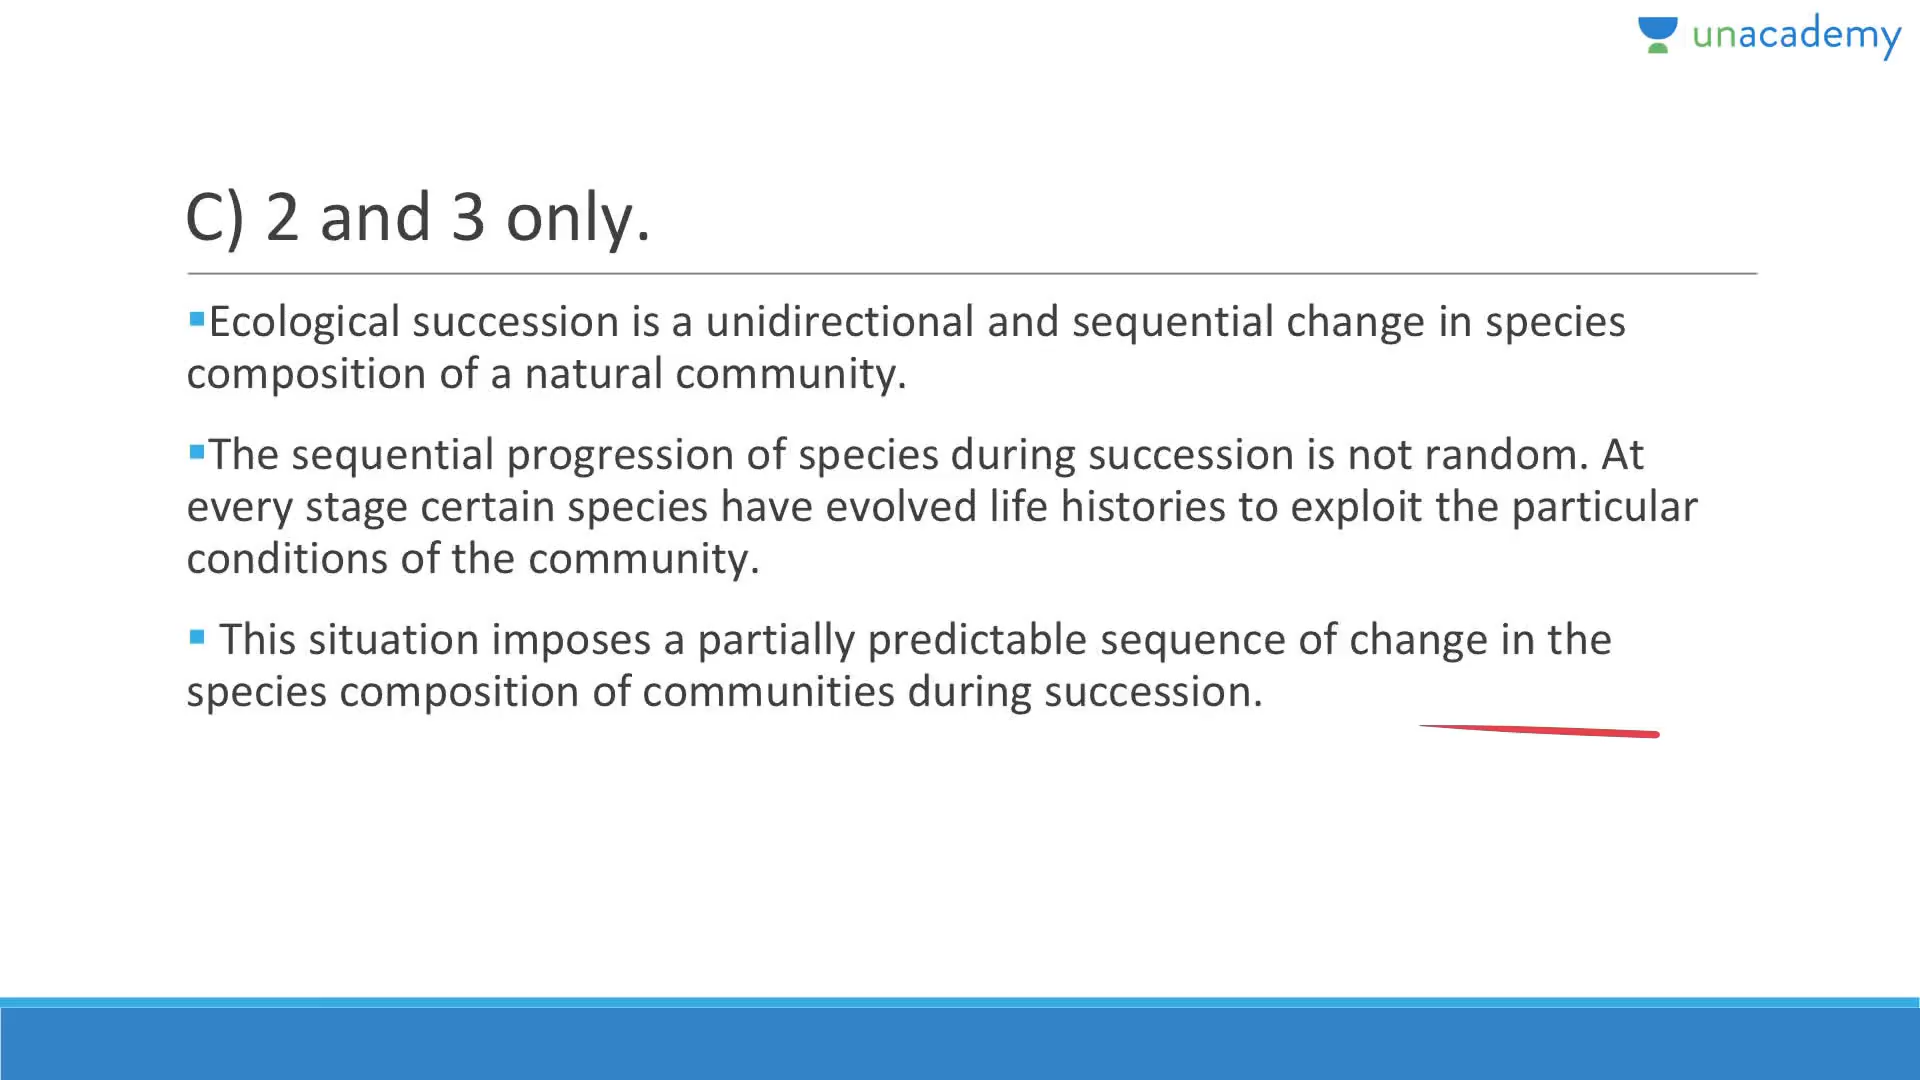 unacademy
C) 2 and 3 only.
▪Ecological succession is a unidirectional and sequential change in species
composition of a natural community.
▪The sequential progression of species during succession is not random. At
every stage certain species have evolved life histories to exploit the particular
conditions of the community.
▪ This situation imposes a partially predictable sequence of change in the
species composition of communities during succession.